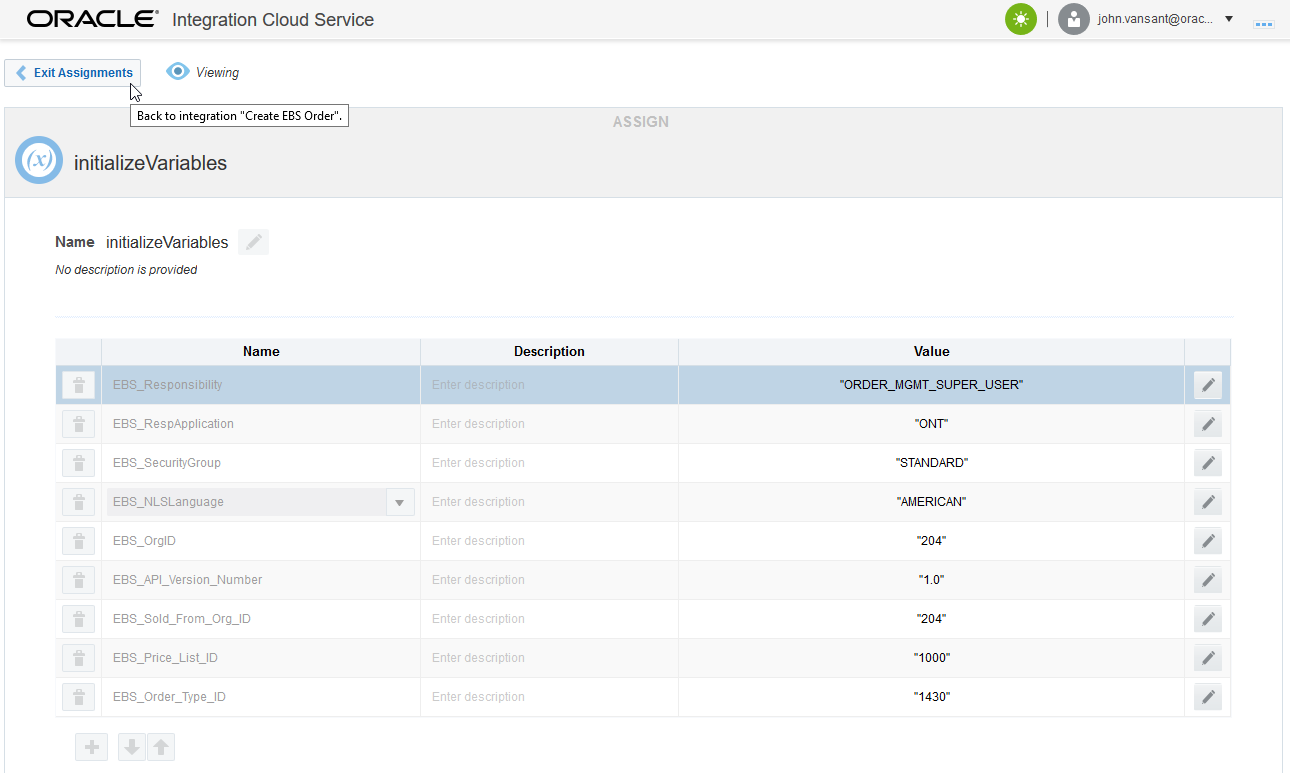 ORACLE® Integration Cloud Service john.vansant@orac...
Exit Assignments Viewing
Back to integration "Create EBS Order".
ASSIGN
(x) initializeVariables
Name initializeVariables
No description is provided
Name Description Value
EBS_Responsibility Enter description "ORDER_MGMT_SUPER_USER"
EBS_RespApplication Enter description "ONT"
EBS_SecurityGroup Enter description "STANDARD"
EBS_NLSLanguage Enter description "AMERICAN"
EBS_OrgID Enter description "204"
EBS_API_Version_Number Enter description "1.0"
EBS_Sold_From_Org_ID Enter description "204"
EBS_Price_List_ID Enter description "1000"
EBS_Order_Type_ID Enter description "1430"